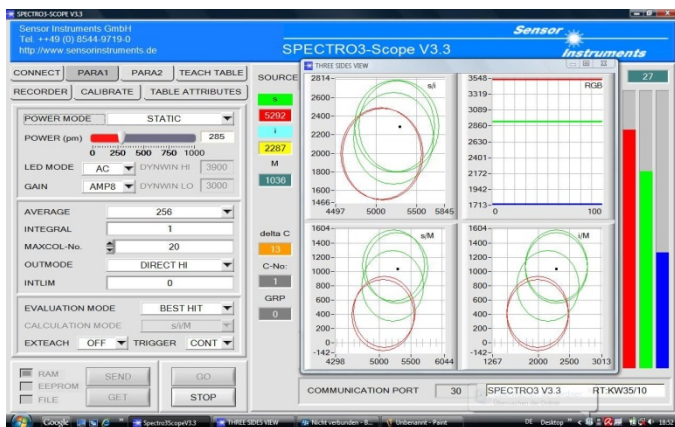 SPECTRO3-SCOPE V3.3
Sensor Instruments GmbH
Tel. ++49 (0) 8544-9719-0
http://www.sensorinstruments.de
SPECTRO3-Scope V3.3
Sensor
Instruments
CONNECT PARA1 PARA2 TEACH TABLE
RECORDER CALIBRATE TABLE ATTRIBUTES
POWER MODE STATIC
POWER (pm) 285
0 250 500 750 1000
LED MODE AC DYNWIN HI 3900
GAIN AMP8 DYNWIN LO 3000
AVERAGE 256
INTEGRAL 1
MAXCOL-No. 20
OUTMODE DIRECT HI
INTLIM 0
EVALUATION MODE BEST HIT
CALCULATION MODE s/i/M
EXTEACH OFF TRIGGER CONT
RAM
EEPROM
FILE
SEND GO
GET STOP
SOURCE
s
5292
i
2287
M
1036
delta C
13
C-No:
1
GRP
0
THREE SIDES VIEW
2814
2600
2400
2200
2000
1800
1600
1466
s/i
4497 5000 5500 5845
3548
3319
3089
2860
2630
2401
2172
1942
1713
RGB
0 100
1604
1400
1200
1000
800
600
400
200
0
-142
s/M
4298 5000 5500 6044
1604
1400
1200
1000
800
600
400
200
0
-142
i/M
1267 2000 2500 3013
27
COMMUNICATION PORT 30 SPECTRO3 V3.3 RT:KW35/10
Google Spectro3ScopeV3.3 THREE SIDES VIEW Nicht verbunden - B... Unbenannt - Paint DE Desktop 18:52